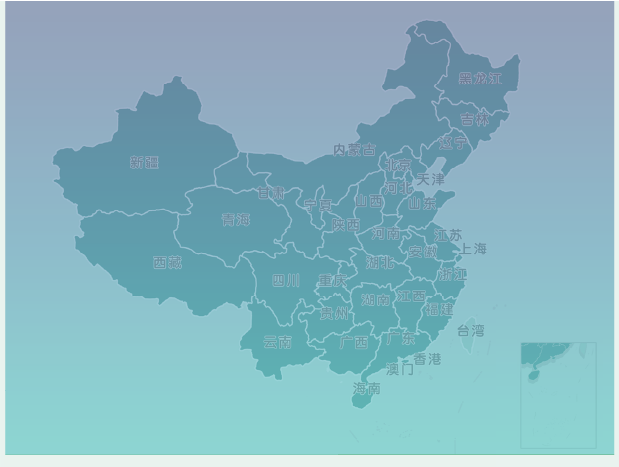 黑龙江
吉林
辽宁
内蒙古
北京
新疆
天津
河北
甘肃
山西
宁夏
山东
青海
陕西
河南
江苏
上海
安徽
西藏
湖北
浙江
四川
重庆
湖南
江西
贵州
福建
台湾
云南
广西
广东
香港
澳门
海南